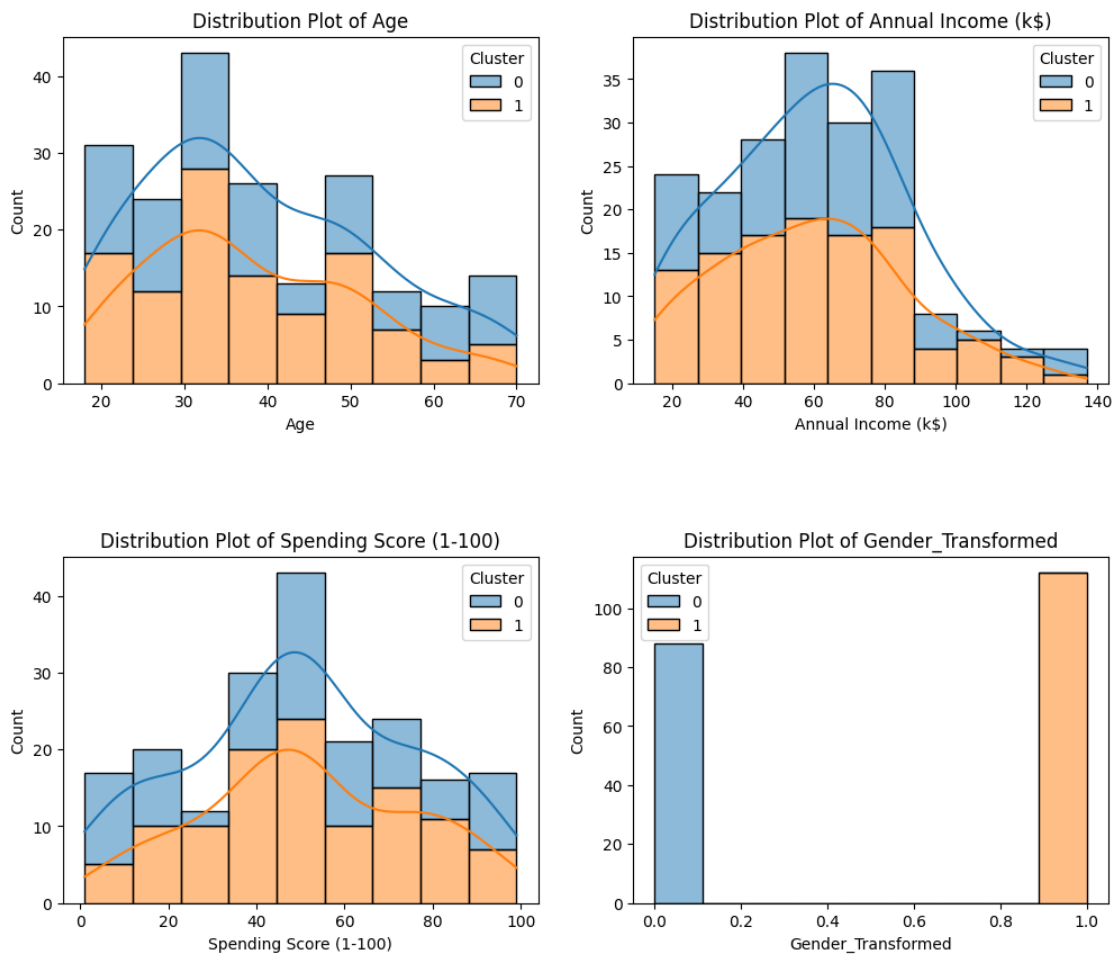 Distribution Plot of Age
Cluster
0
1
40
30
20
10
0
Count
20 30 40 50 60 70
Age
Distribution Plot of Annual Income (k$)
Cluster
0
1
35
30
25
20
15
10
5
0
Count
20 40 60 80 100 120 140
Annual Income (k$)
Distribution Plot of Spending Score (1-100)
Cluster
0
1
40
30
20
10
0
Count
0 20 40 60 80 100
Spending Score (1-100)
Distribution Plot of Gender_Transformed
Cluster
0
1
100
80
60
40
20
0
Count
0.0 0.2 0.4 0.6 0.8 1.0
Gender_Transformed